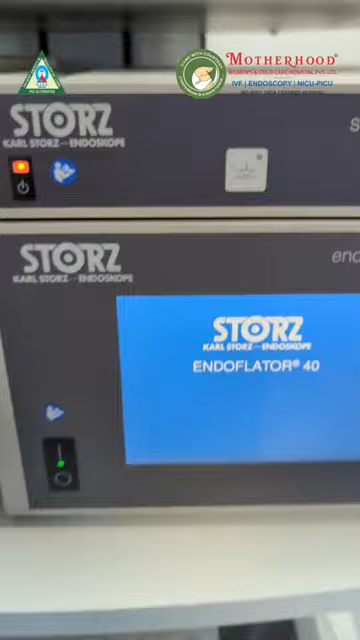 MOTHERHOOD
WOMEN'S & CHILD CARE HOSPITAL PVT. LTD.
IVF | ENDOSCOPY | NICU-PICU
STORZ
KARL STORZ—ENDOSKOPE
STORZ
KARL STORZ—ENDOSKOPE
STORZ
KARL STORZ—ENDOSKOPE
ENDOFLATOR® 40